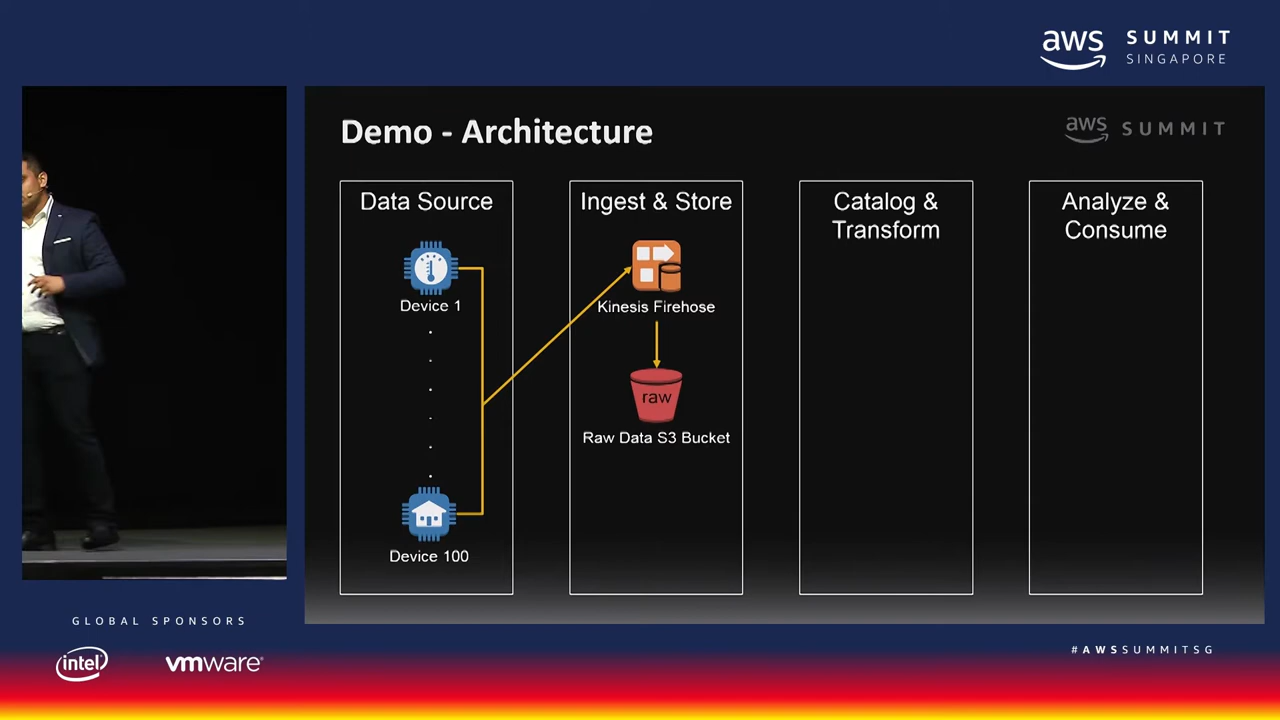 aws SUMMIT
SINGAPORE
Demo - Architecture
aws SUMMIT
Data Source
Device 1
Device 100
Ingest & Store
Kinesis Firehose
raw
Raw Data S3 Bucket
Catalog &
Transform
Analyze &
Consume
GLOBAL SPONSORS
intel
vmware
#AWSSUMMITSG